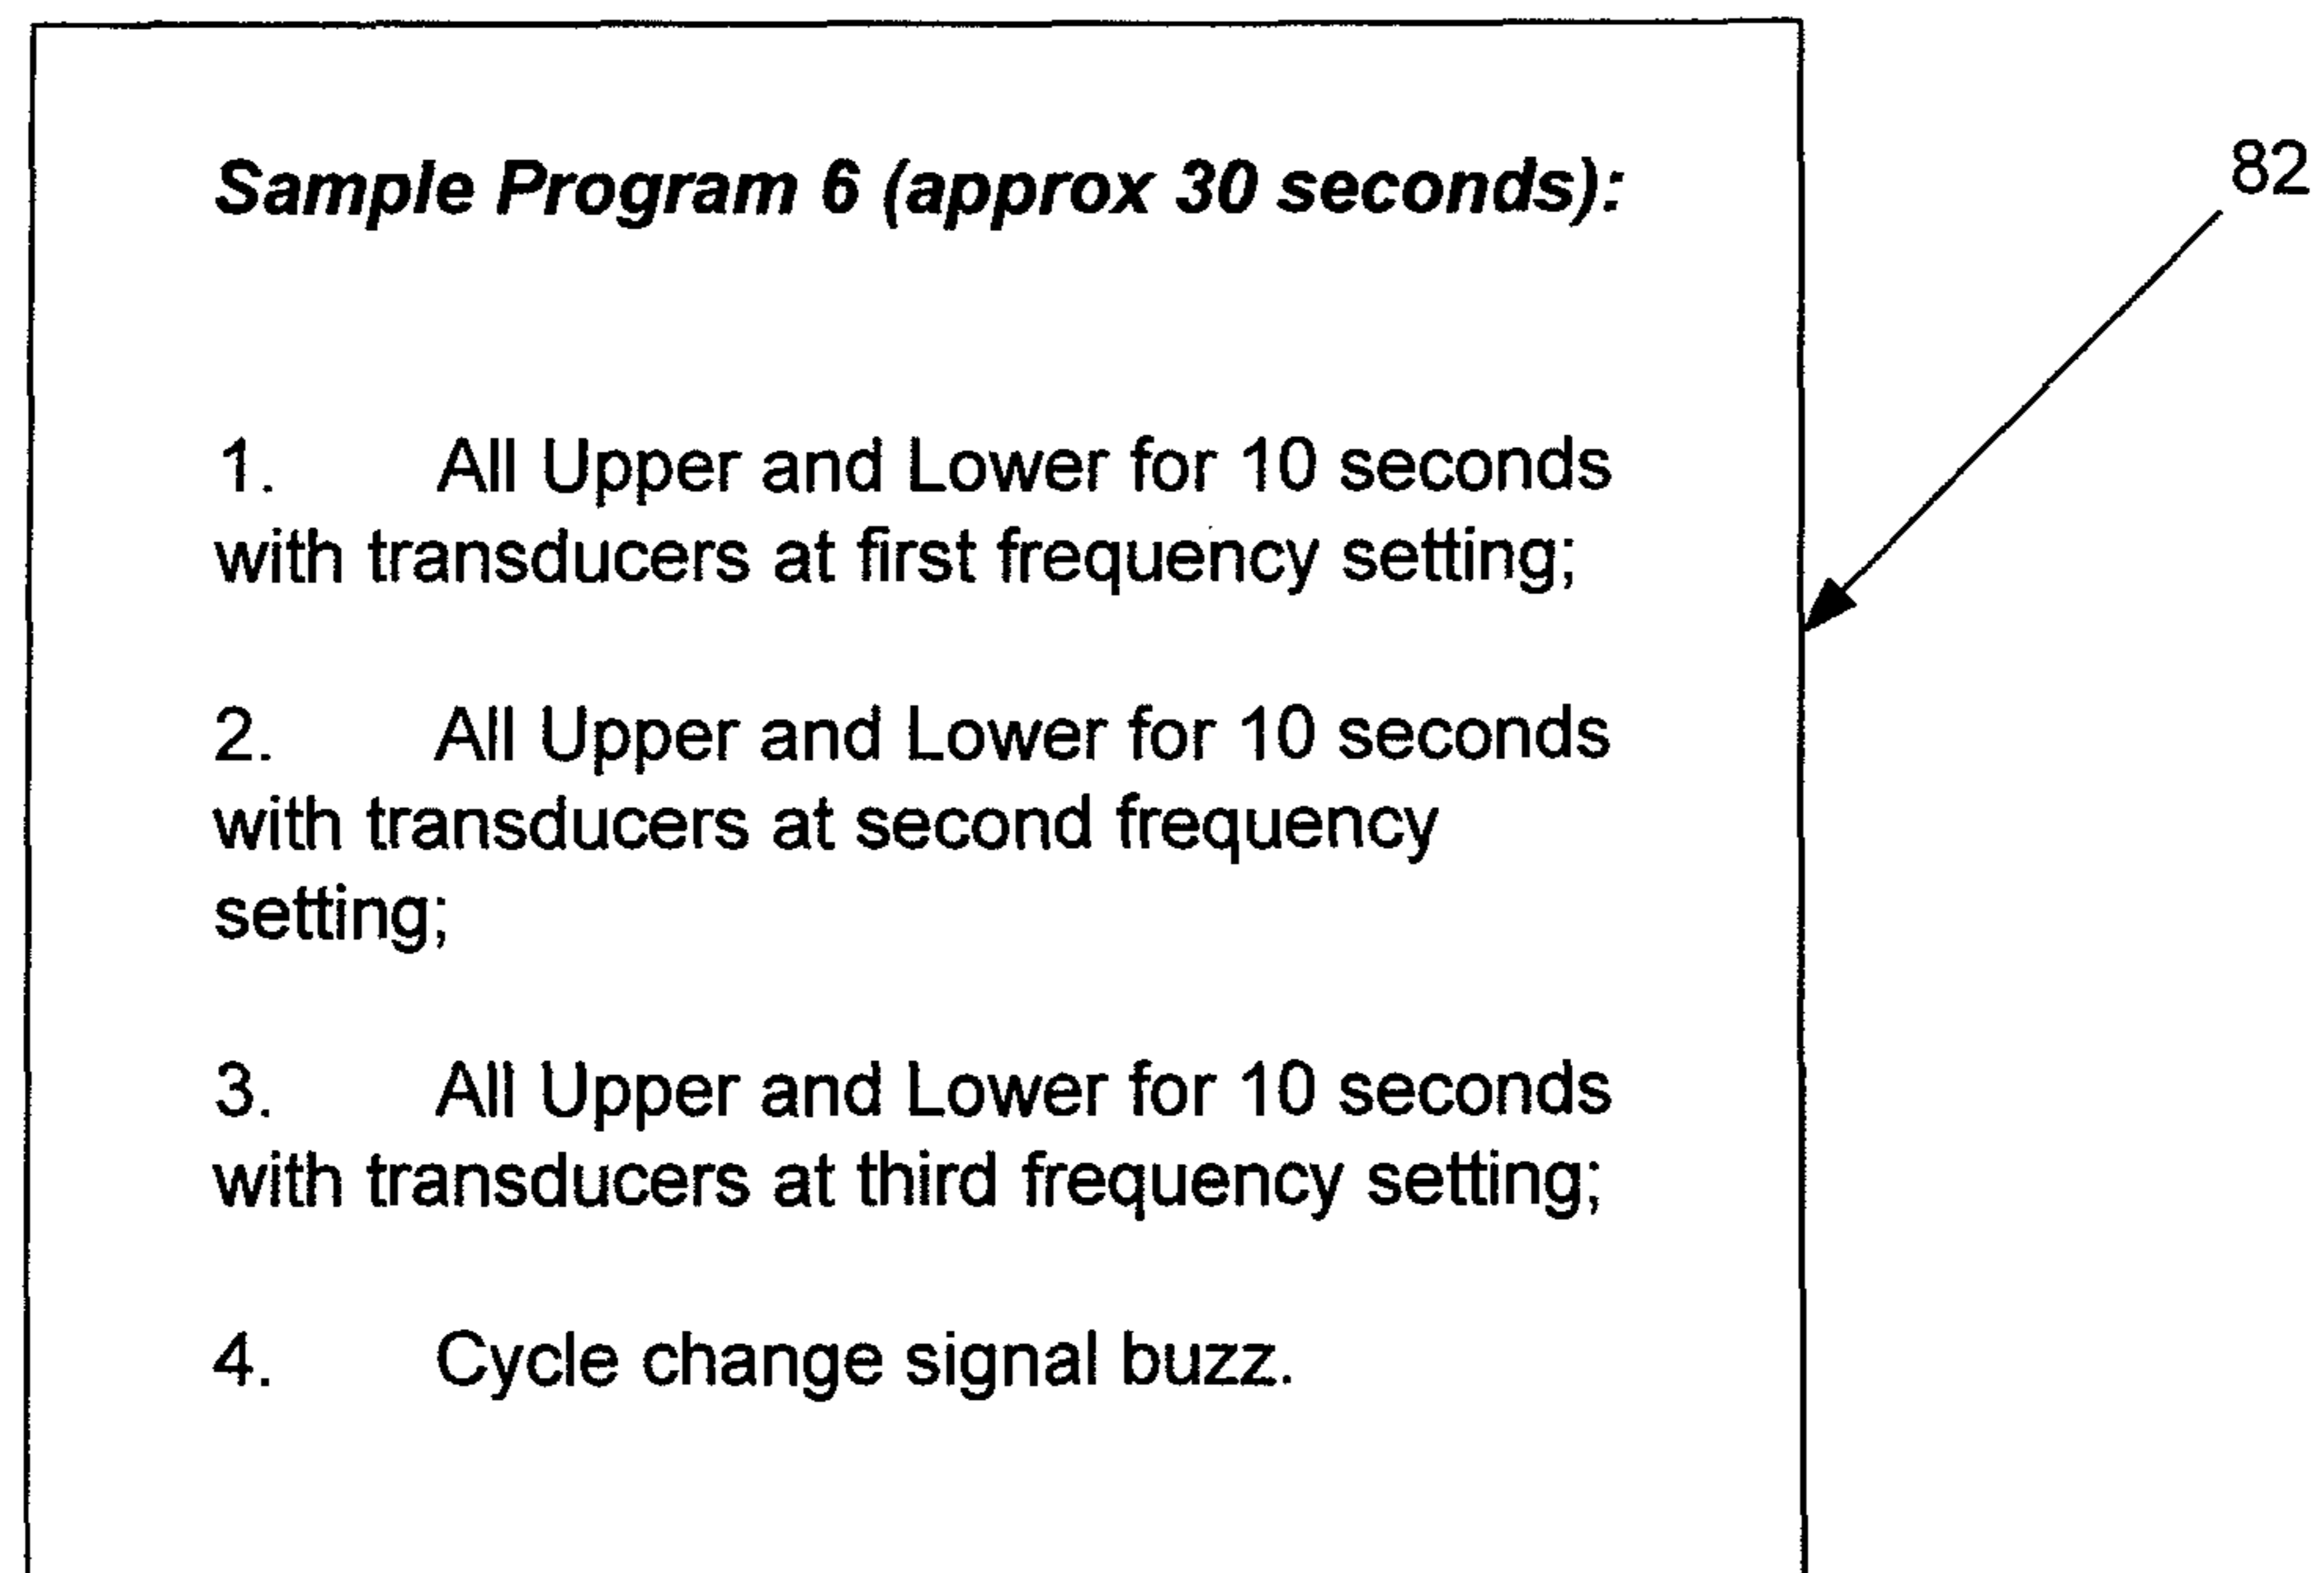 Sample Program 6 (approx 30 seconds):
82
1. All Upper and Lower for 10 seconds
with transducers at first frequency setting;
2. All Upper and Lower for 10 seconds
with transducers at second frequency
setting;
3. All Upper and Lower for 10 seconds
with transducers at third frequency setting;
4. Cycle change signal buzz.